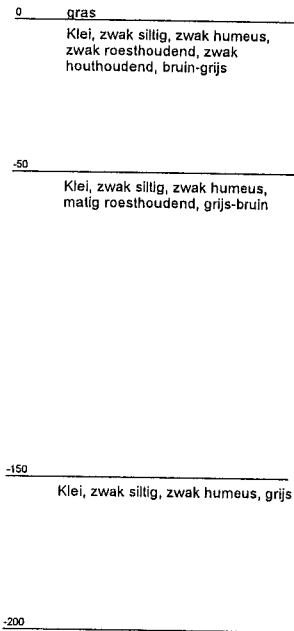 0 gras
Klei, zwak siltig, zwak humeus,
zwak roesthoudend, zwak
houthoudend, bruin-grijs
-50
Klei, zwak siltig, zwak humeus,
matig roesthoudend, grijs-bruin
-150
Klei, zwak siltig, zwak humeus, grijs
-200